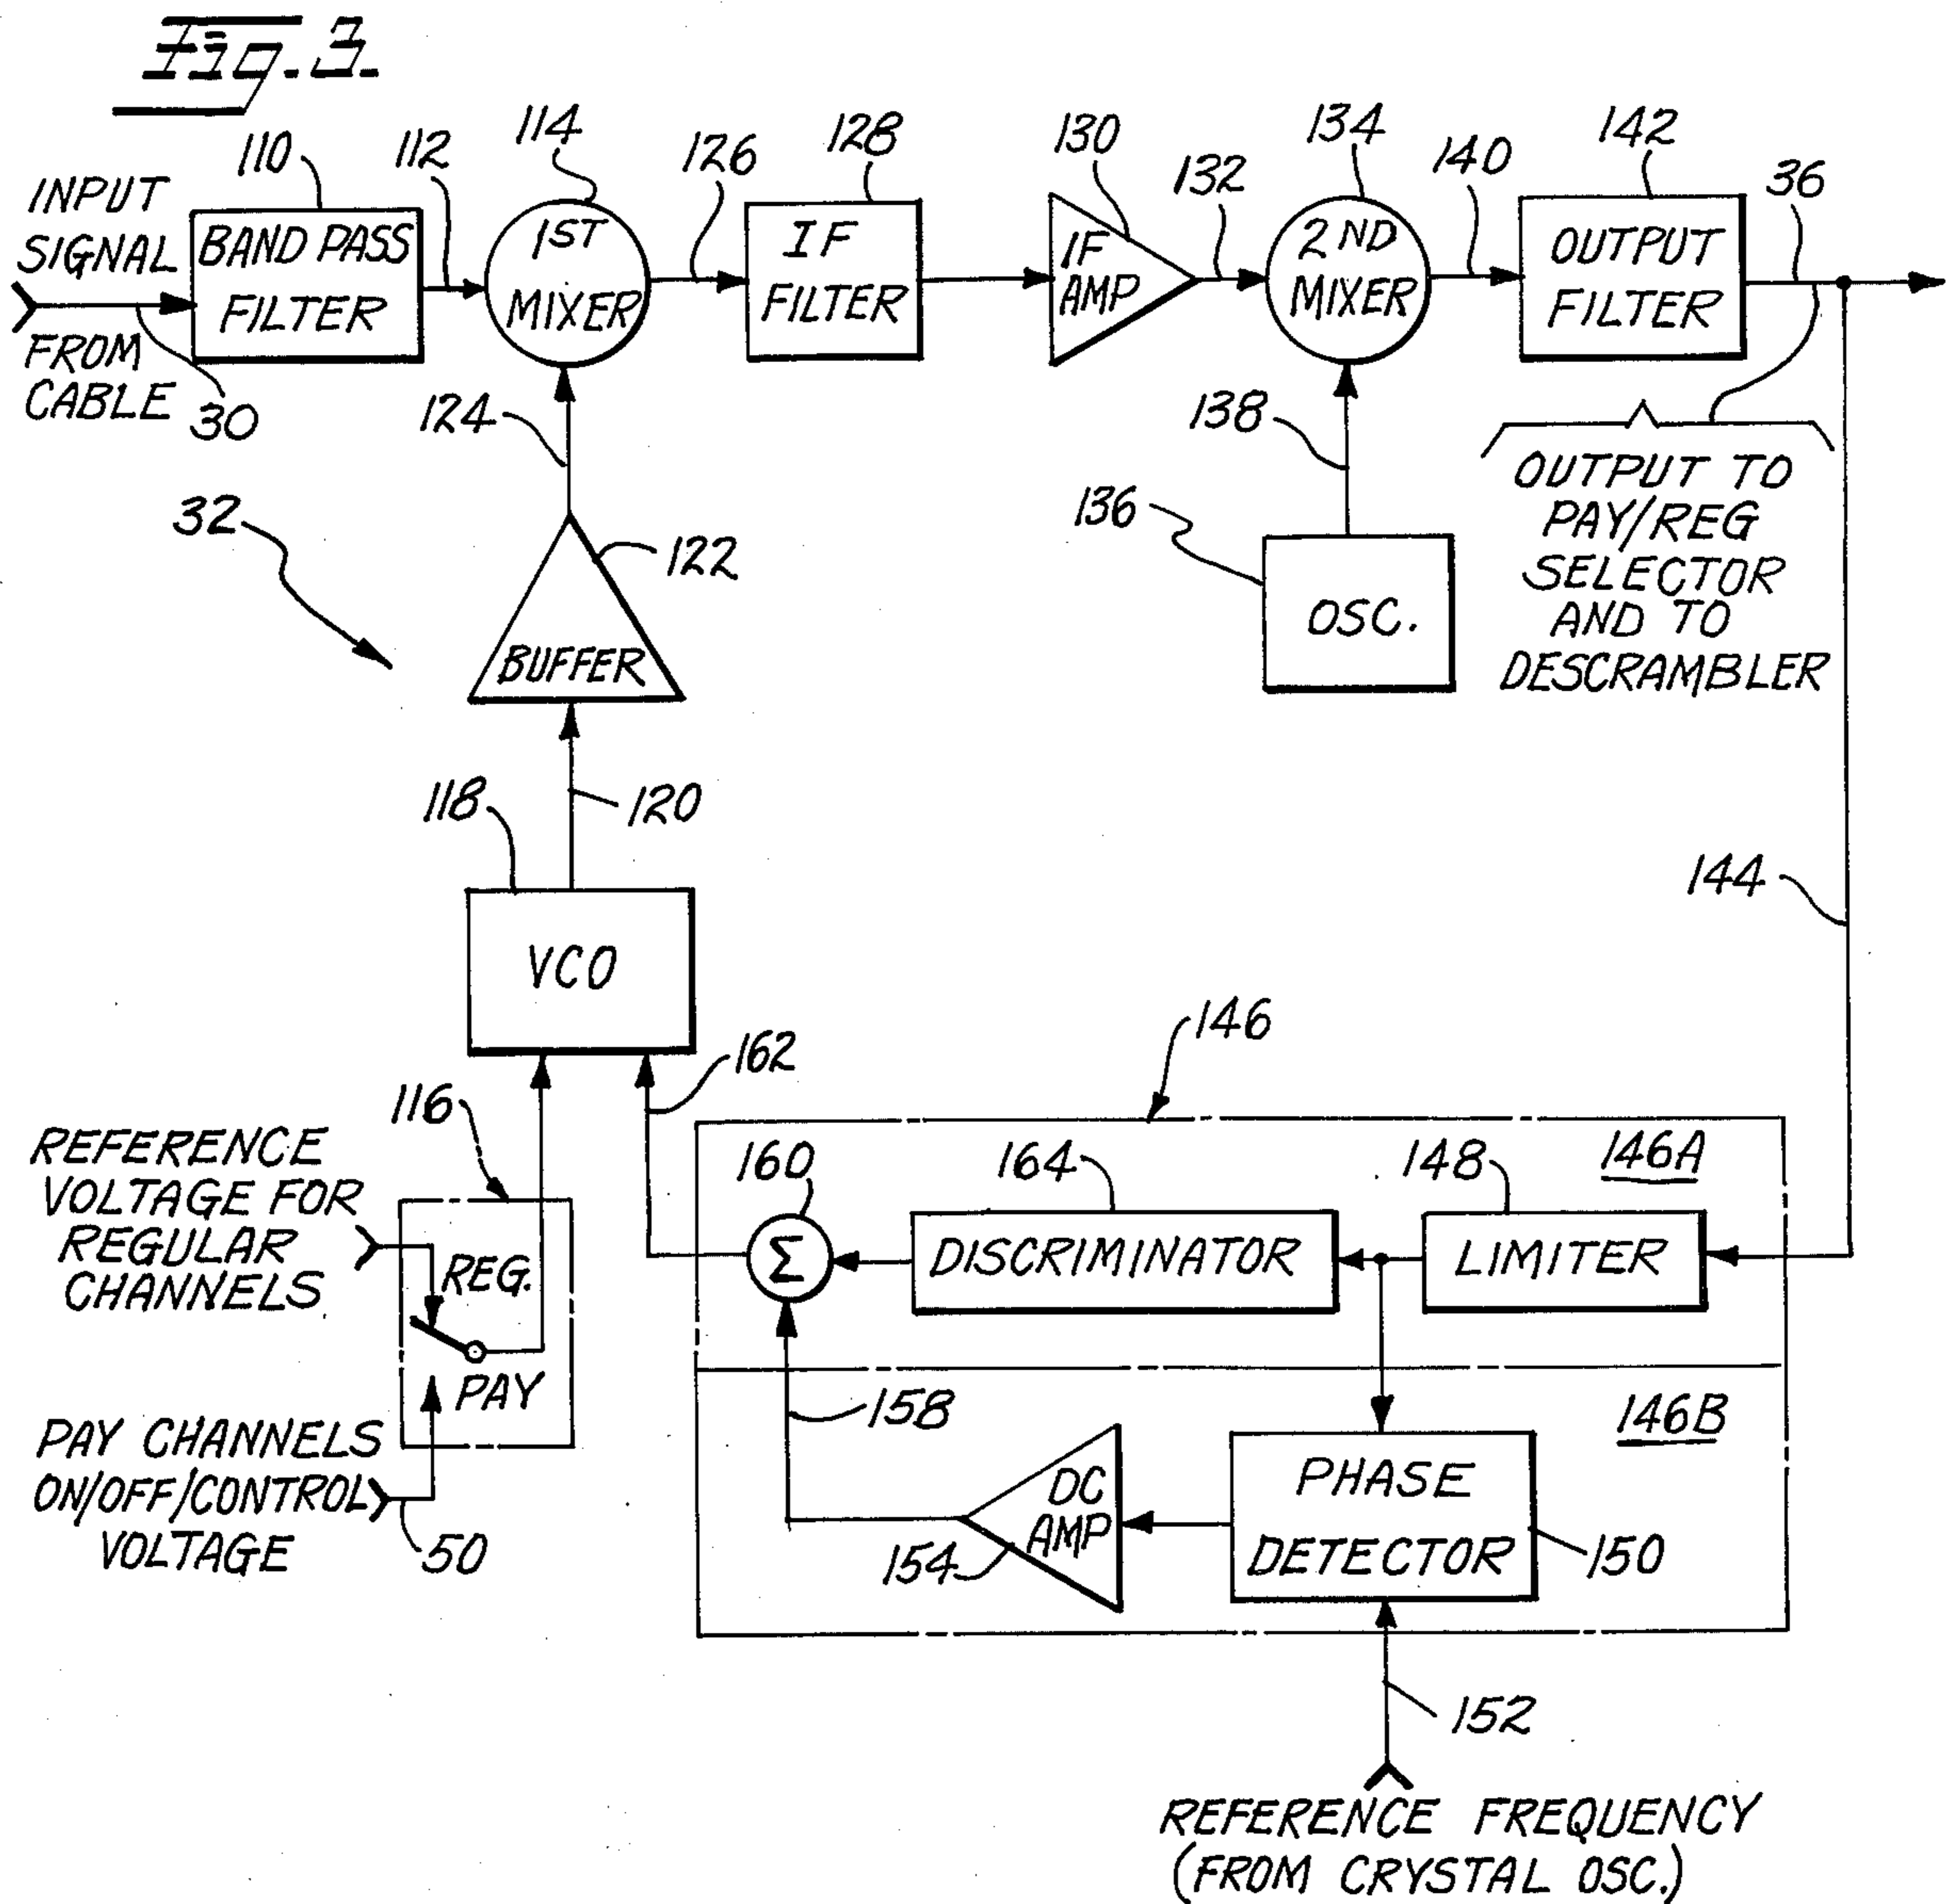 Fig. 3.
110
112
114
126
128
130
132
134
140
142
36
INPUT
SIGNAL
FROM
CABLE
30
BAND PASS
FILTER
1ST
MIXER
IF
FILTER
IF
AMP
2ND
MIXER
OUTPUT
FILTER
124
138
32
122
BUFFER
136
OSC.
OUTPUT TO
PAY/REG
SELECTOR
AND TO
DESCRAMBLER
118
120
VCO
144
162
146
116
REFERENCE
VOLTAGE FOR
REGULAR
CHANNELS
REG.
PAY
PAY CHANNELS
ON/OFF/CONTROL
VOLTAGE
50
160
164
148
146A
Σ
DISCRIMINATOR
LIMITER
158
146B
DC
AMP
154
PHASE
DETECTOR
150
152
REFERENCE FREQUENCY
(FROM CRYSTAL OSC.)